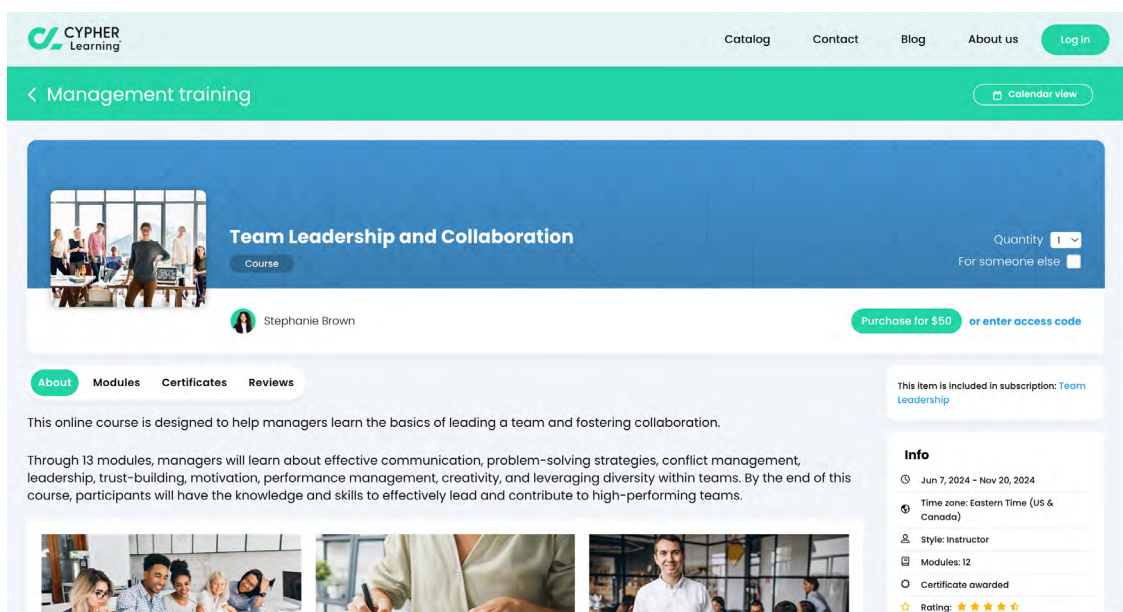 CYPHER
Learning
Catalog
Contact
Blog
About us
Log in
Management training
Calendar view
Team Leadership and Collaboration
Course
Quantity 1
For someone else
Stephanie Brown
Purchase for $50
or enter access code
About
Modules
Certificates
Reviews
This online course is designed to help managers learn the basics of leading a team and fostering collaboration.
Through 13 modules, managers will learn about effective communication, problem-solving strategies, conflict management,
leadership, trust-building, motivation, performance management, creativity, and leveraging diversity within teams. By the end of this
course, participants will have the knowledge and skills to effectively lead and contribute to high-performing teams.
This item is included in subscription: Team
Leadership
Info
Jun 7, 2024 - Nov 20, 2024
Time zone: Eastern Time (US &
Canada)
Style: Instructor
Modules: 12
Certificate awarded
Rating: